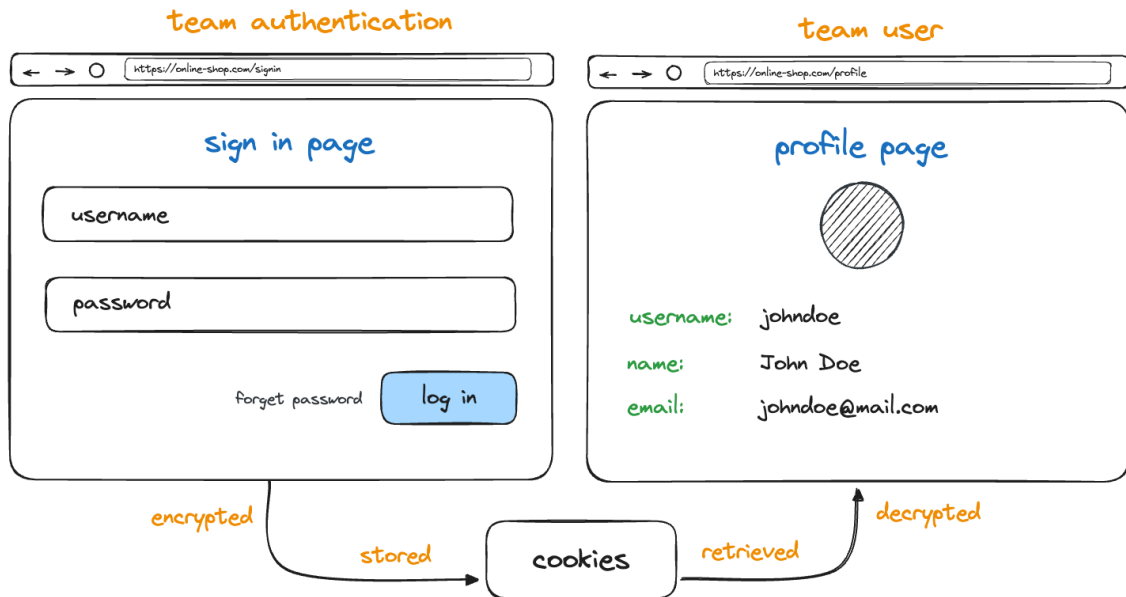 team authentication
https://online-shop.com/signin
sign in page
username
password
forget password
log in
team user
https://online-shop.com/profile
profile page
username: johndoe
name: John Doe
email: johndoe@mail.com
encrypted
stored
cookies
retrieved
decrypted